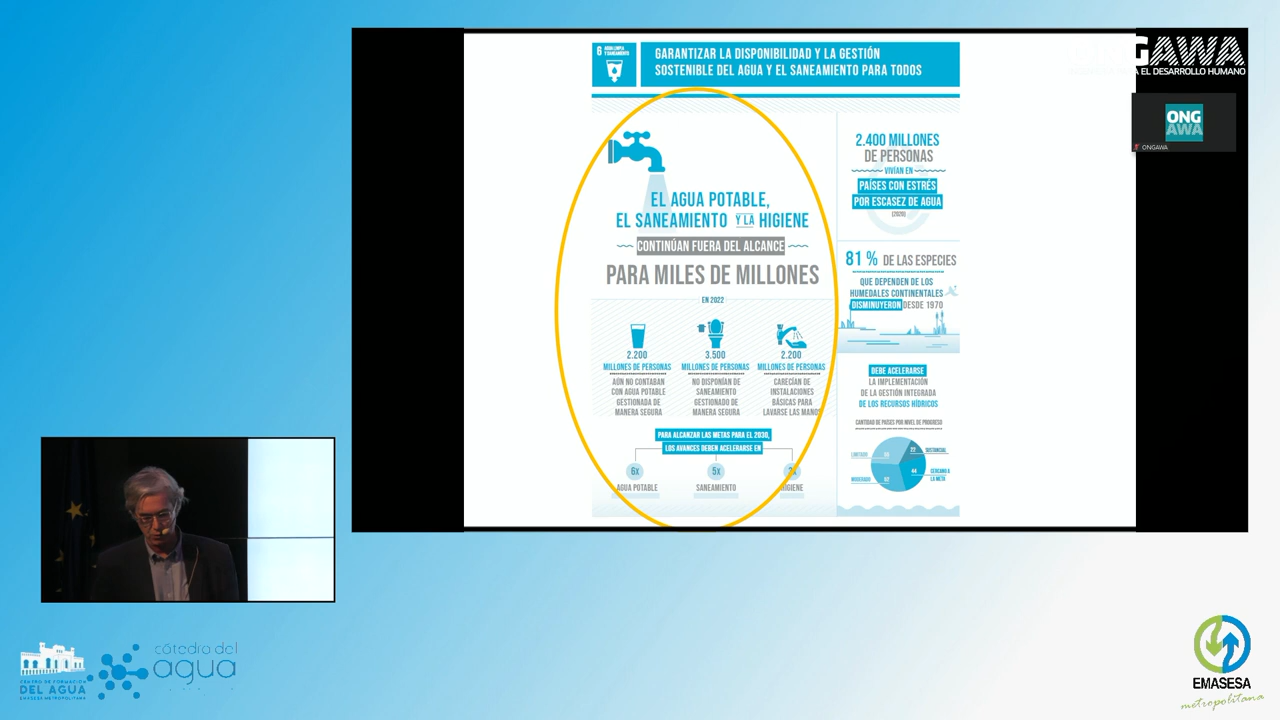 6 AGUA LIMPIA
Y SANEAMIENTO
GARANTIZAR LA DISPONIBILIDAD Y LA GESTIÓN
SOSTENIBLE DEL AGUA Y EL SANEAMIENTO PARA TODOS
EL AGUA POTABLE,
EL SANEAMIENTO Y LA HIGIENE
CONTINÚAN FUERA DEL ALCANCE
PARA MILES DE MILLONES
EN 2022
2.200
MILLONES DE PERSONAS
AÚN NO CONTABAN
CON AGUA POTABLE
GESTIONADA DE
MANERA SEGURA
3.500
MILLONES DE PERSONAS
NO DISPONÍAN DE
SANEAMIENTO
GESTIONADO DE
MANERA SEGURA
2.200
MILLONES DE PERSONAS
CARECÍAN DE
INSTALACIONES
BÁSICAS PARA
LAVARSE LAS MANOS
PARA ALCANZAR LAS METAS PARA EL 2030,
LOS AVANCES DEBEN ACELERARSE EN
6x
AGUA POTABLE
5x
SANEAMIENTO
3x
HIGIENE
2.400 MILLONES
DE PERSONAS
VIVÍAN EN
PAÍSES CON ESTRÉS
POR ESCASEZ DE AGUA
(2020)
81 % DE LAS ESPECIES
QUE DEPENDEN DE LOS
HUMEDALES CONTINENTALES
DISMINUYERON DESDE 1970
DEBE ACELERARSE
LA IMPLEMENTACIÓN
DE LA GESTIÓN INTEGRADA
DE LOS RECURSOS HÍDRICOS
CANTIDAD DE PAÍSES POR NIVEL DE PROGRESO
LIMITADO
22 SUSTANCIAL
44 CERCANO A
LA META
MODERADO
ONGAWA
EL DESARROLLO HUMANO
ONG
AWA
ONGAWA
CENTRO DE FORMACIÓN
DEL AGUA
EMASESA METROPOLITANA
cátedra del
agua
EMASESA
metropolitana